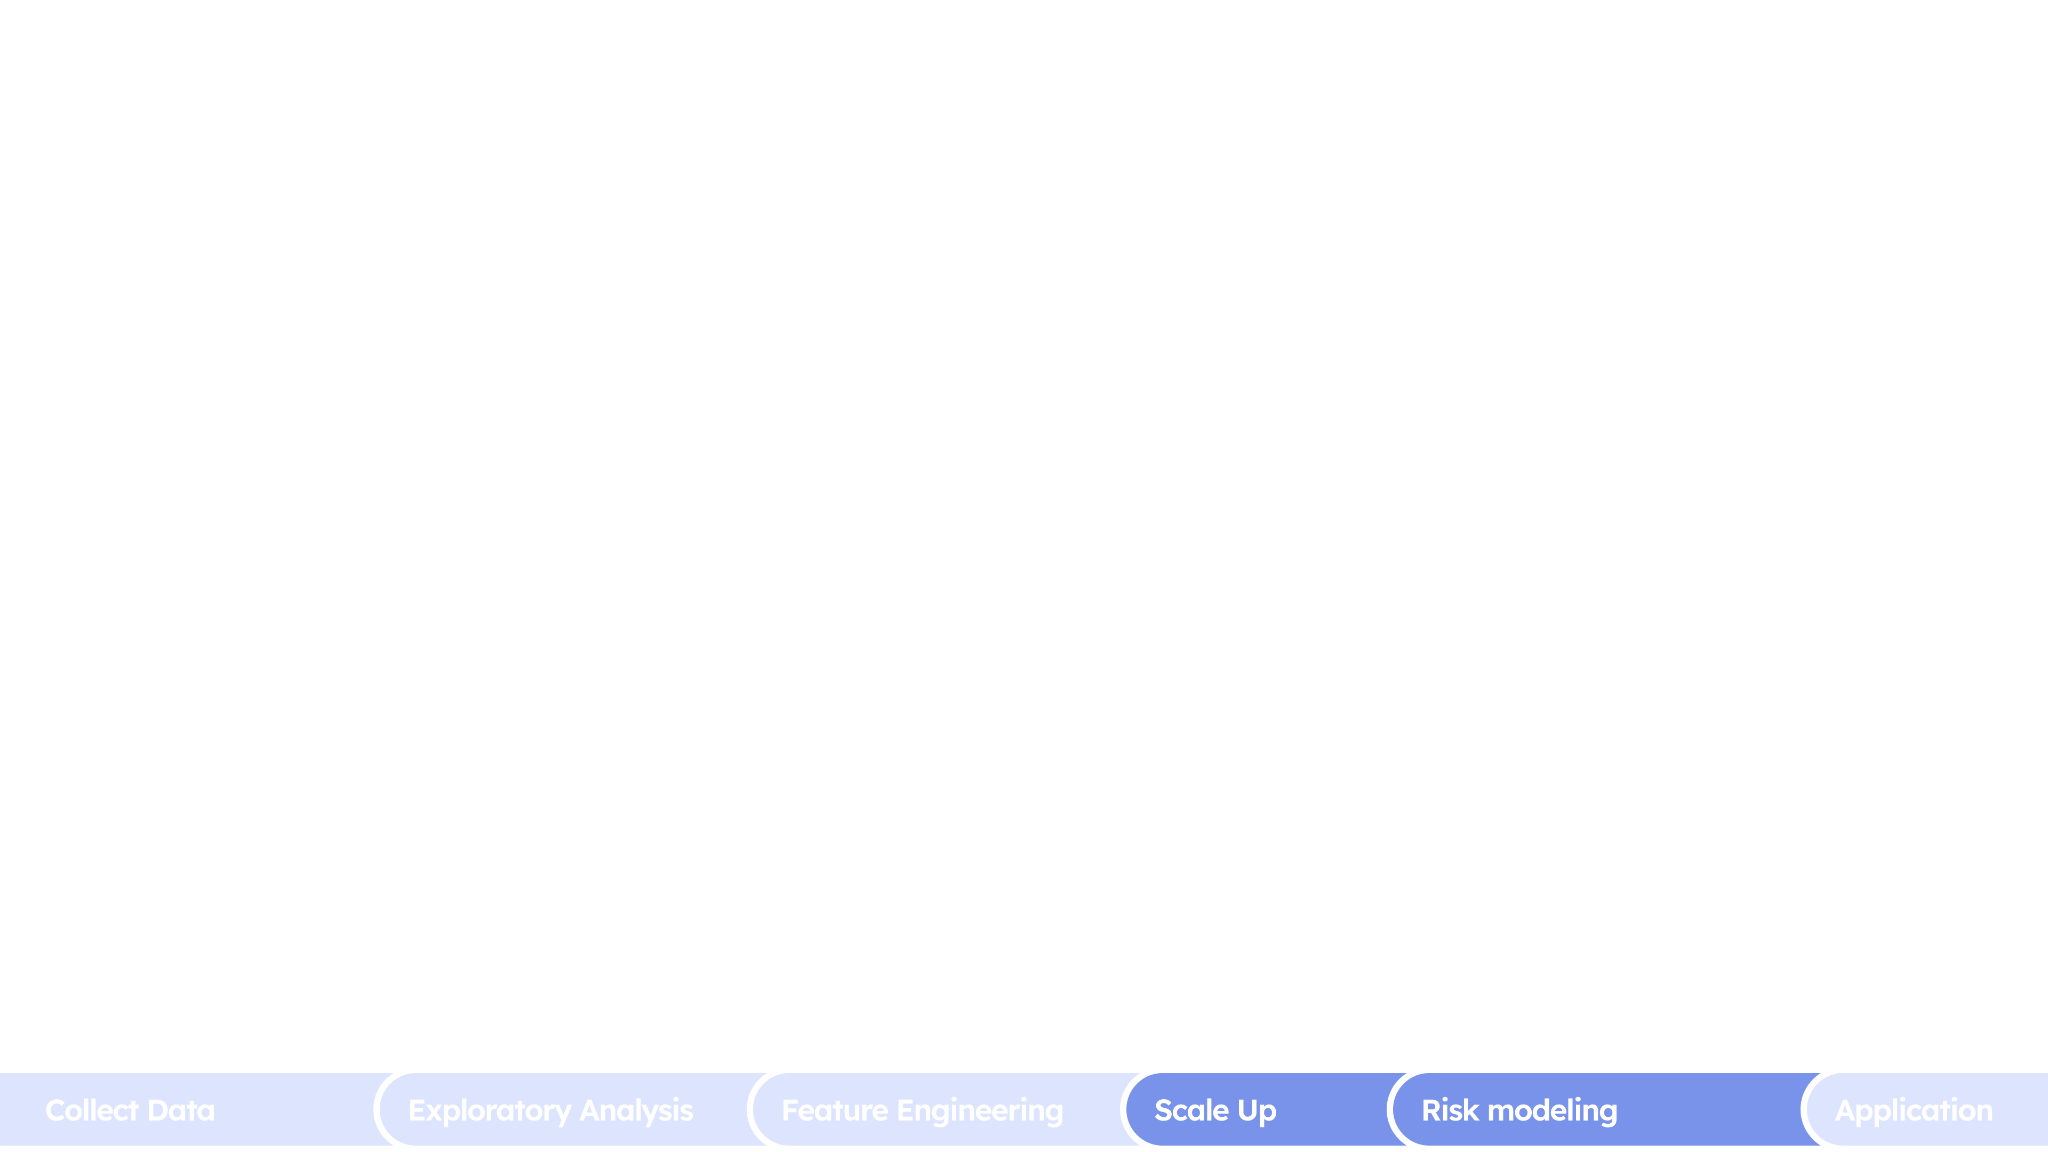 Collect Data
Exploratory Analysis
Feature Engineering
Scale Up
Risk modeling
Application